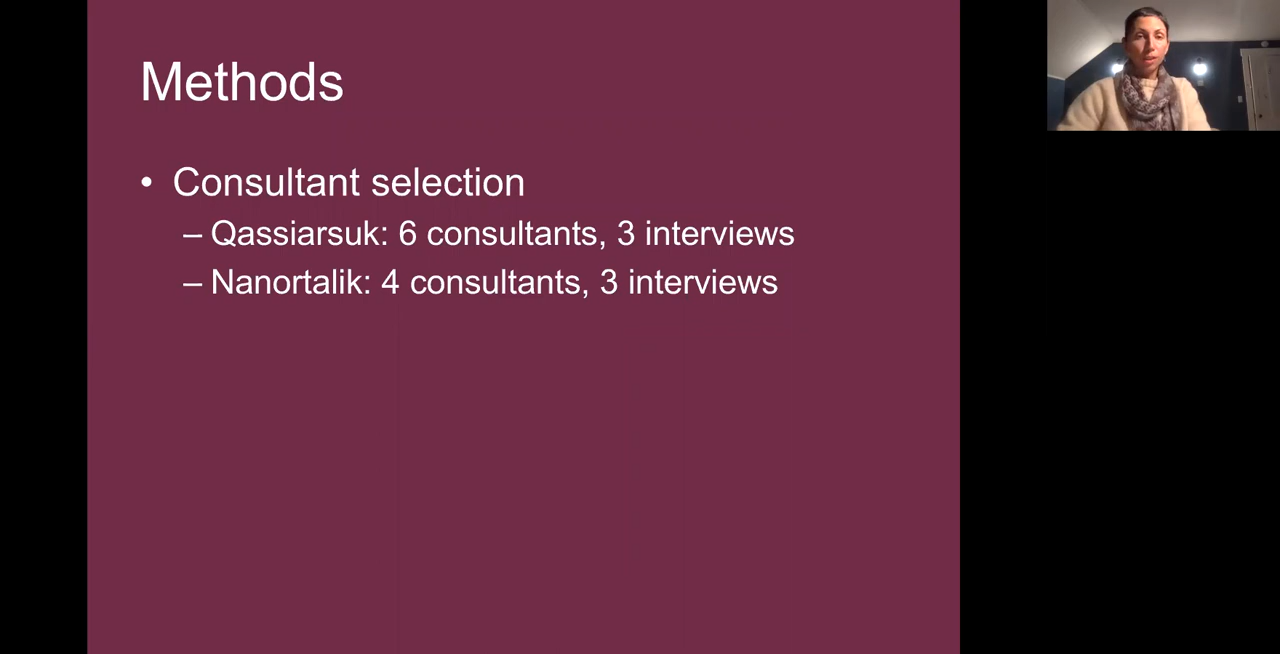 Methods
• Consultant selection
– Qassiarsuk: 6 consultants, 3 interviews
– Nanortalik: 4 consultants, 3 interviews